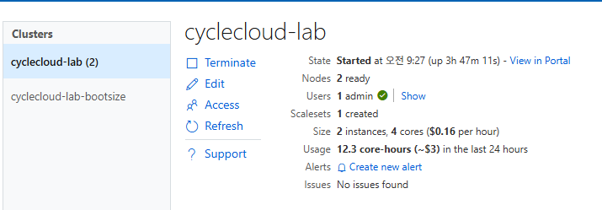 Clusters
cyclecloud-lab (2)
cyclecloud-lab-bootsize
cyclecloud-lab
Terminate
Edit
Access
Refresh
Support
State Started at 오전 9:27 (up 3h 47m 11s) - View in Portal
Nodes 2 ready
Users 1 admin | Show
Scalesets 1 created
Size 2 instances, 4 cores ($0.16 per hour)
Usage 12.3 core-hours (~$3) in the last 24 hours
Alerts Create new alert
Issues No issues found